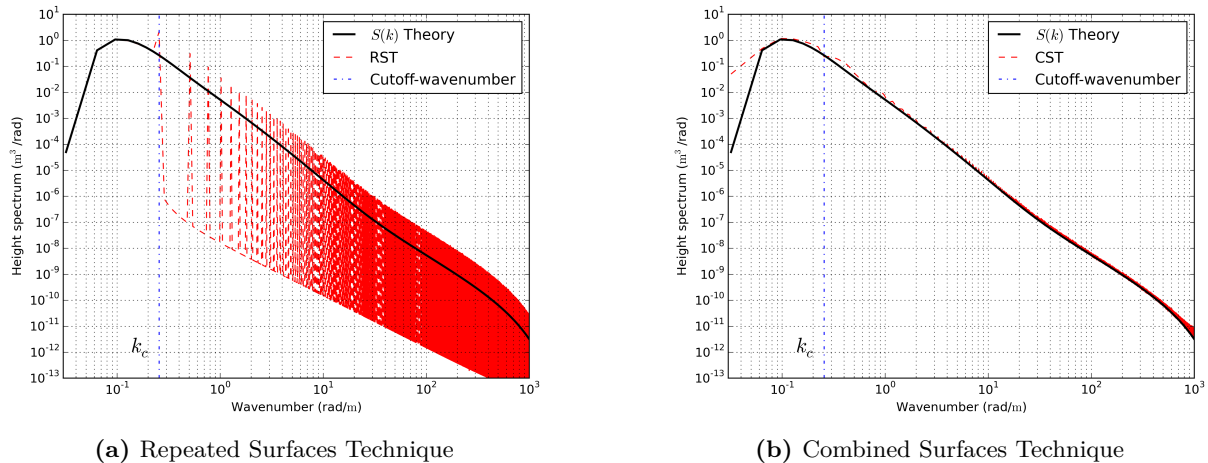 10^1
10^0
10^-1
10^-2
10^-3
10^-4
10^-5
10^-6
10^-7
10^-8
10^-9
10^-10
10^-11
10^-12
10^-13
Height spectrum (m^3 /rad)
S(k) Theory
RST
Cutoff-wavenumber
k_c
10^-1 10^0 10^1 10^2 10^3
Wavenumber (rad/m)
(a) Repeated Surfaces Technique
10^1
10^0
10^-1
10^-2
10^-3
10^-4
10^-5
10^-6
10^-7
10^-8
10^-9
10^-10
10^-11
10^-12
10^-13
Height spectrum (m^3 /rad)
S(k) Theory
CST
Cutoff-wavenumber
k_c
10^-1 10^0 10^1 10^2 10^3
Wavenumber (rad/m)
(b) Combined Surfaces Technique